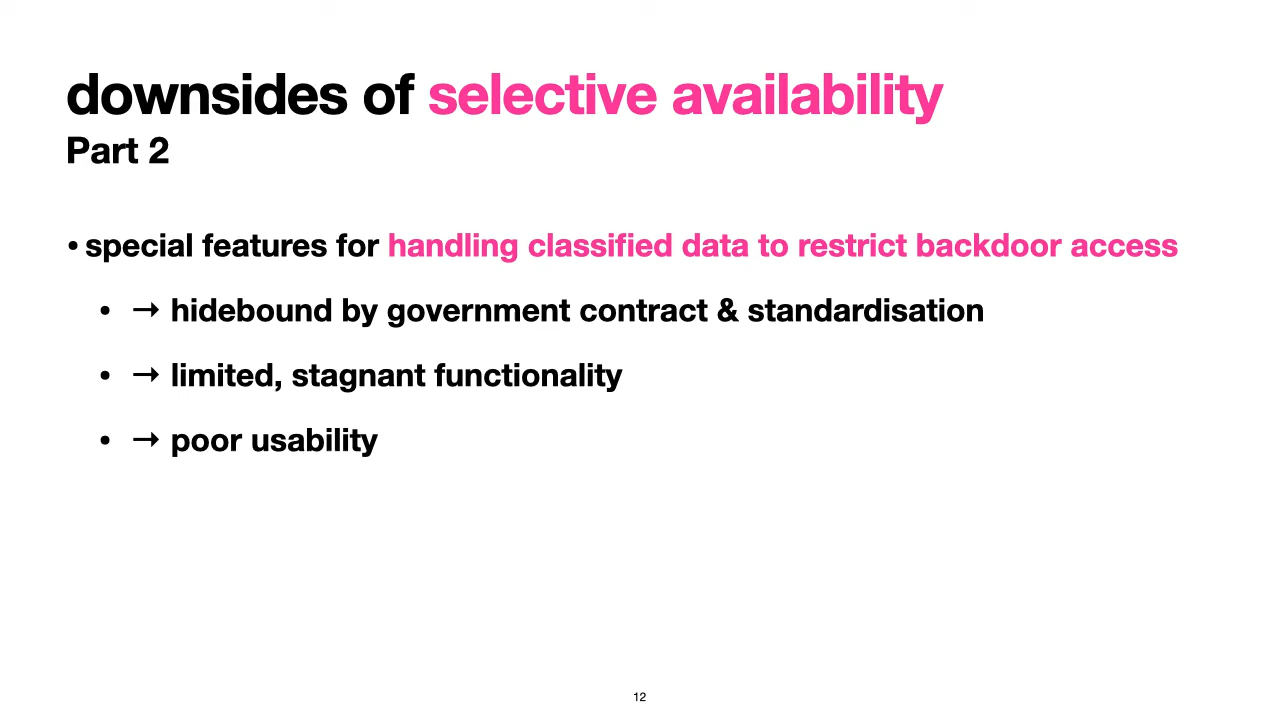 downsides of selective availability
Part 2
• special features for handling classified data to restrict backdoor access
• → hidebound by government contract & standardisation
• → limited, stagnant functionality
• → poor usability
12